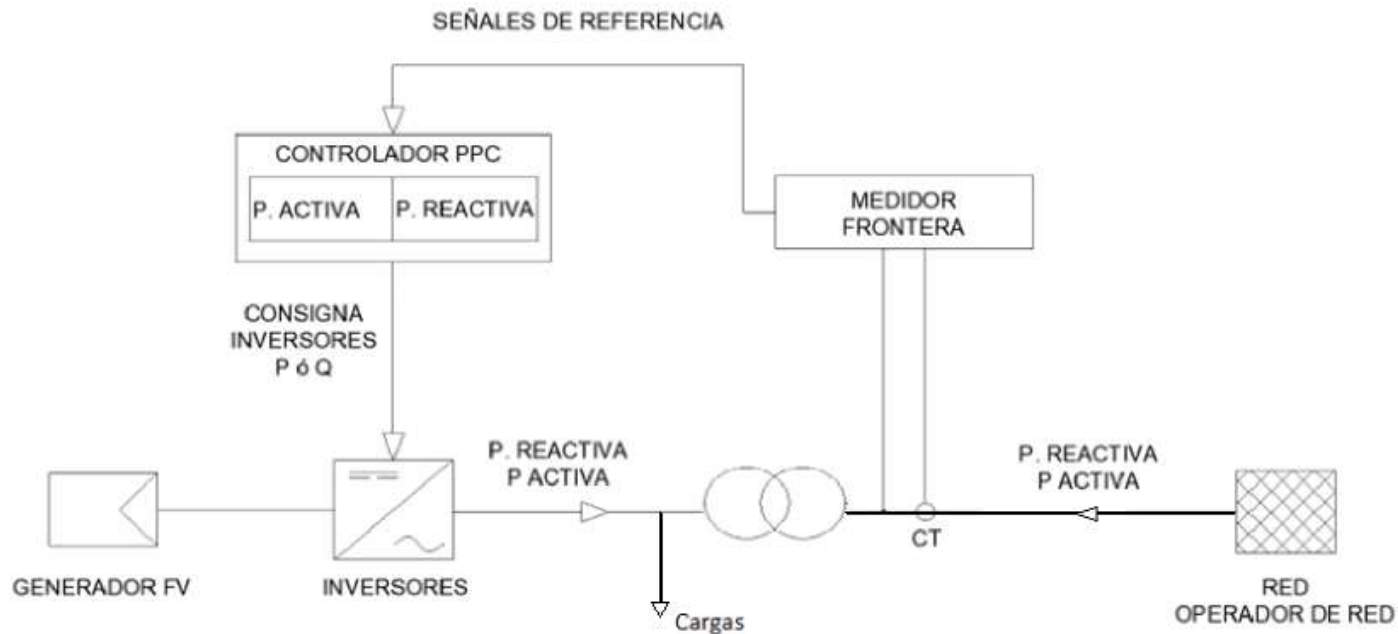 SEÑALES DE REFERENCIA
CONTROLADOR PPC
P. ACTIVA
P. REACTIVA
MEDIDOR
FRONTERA
CONSIGNA
INVERSORES
P ó Q
P. REACTIVA
P ACTIVA
P. REACTIVA
P ACTIVA
CT
GENERADOR FV
INVERSORES
Cargas
RED
OPERADOR DE RED